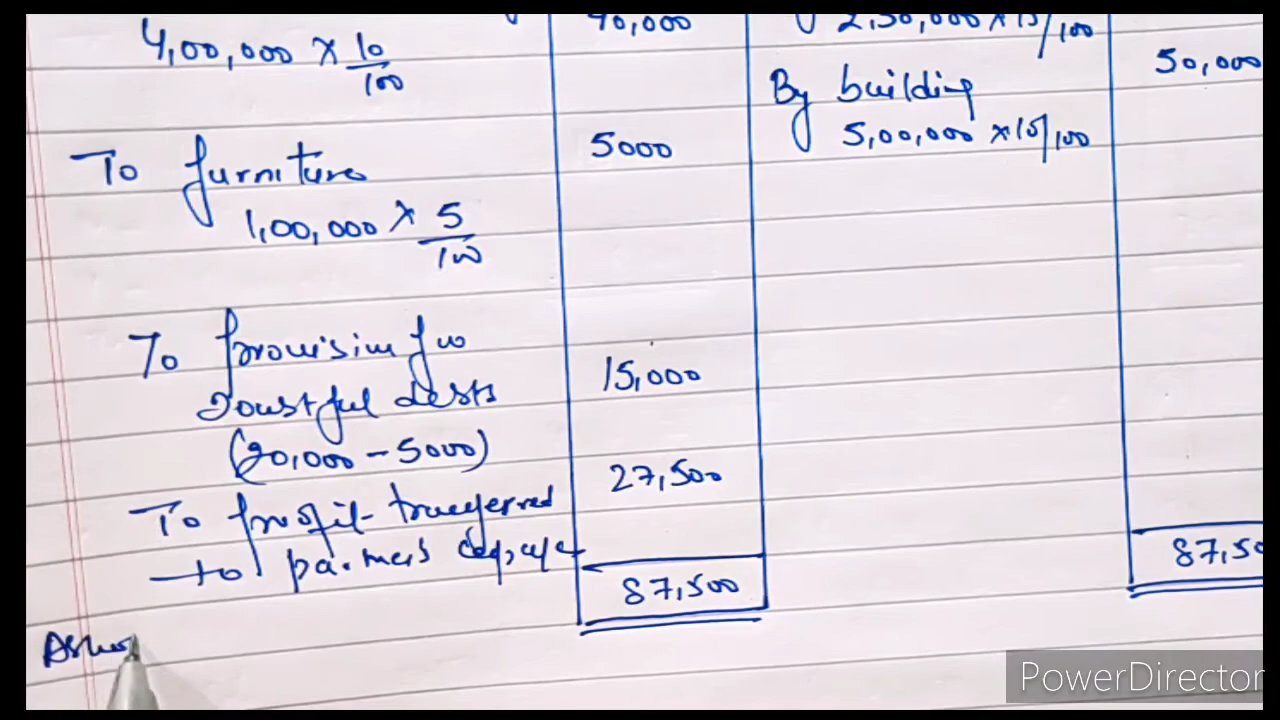 40,000
2,50,000 × 15/100
4,00,000 × 10/100
50,000
By building
5,00,000 × 10/100
To furniture
5000
1,00,000 × 5/100
To provision for
Doubtful debts
15,000
(20,000 – 5000)
To profit transferred
27,500
to partners cap, a/c
87,500
87,50
Asho
PowerDirector